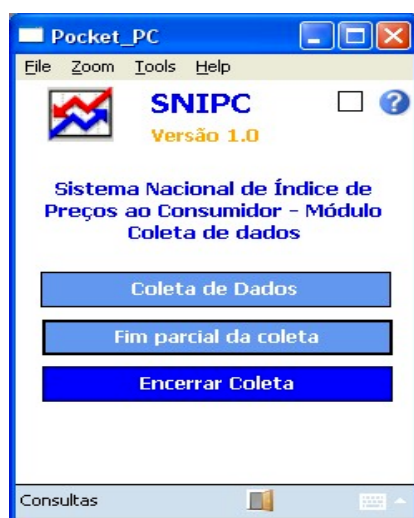 Pocket_PC
File Zoom Tools Help
SNIPC
Versão 1.0
Sistema Nacional de Índice de
Preços ao Consumidor - Módulo
Coleta de dados
Coleta de Dados
Fim parcial da coleta
Encerrar Coleta
Consultas